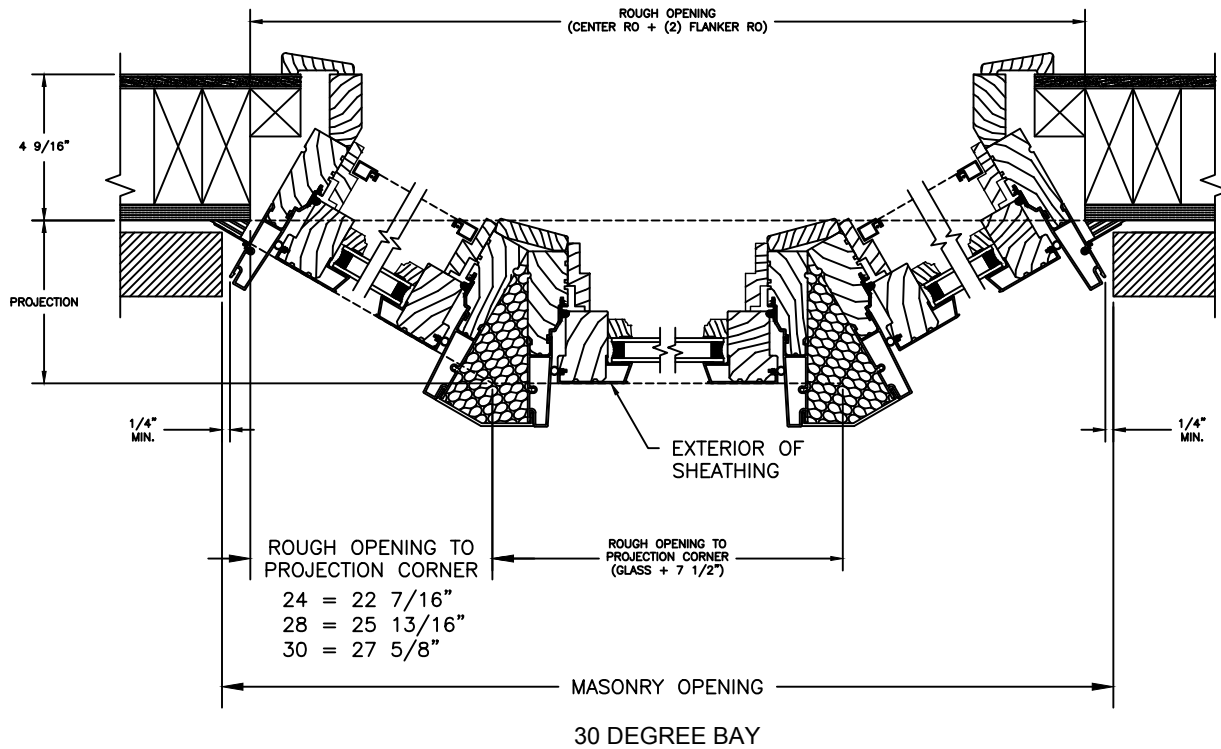 ROUGH OPENING
(CENTER RO + (2) FLANKER RO)
4 9/16”
PROJECTION
1/4”
MIN.
1/4”
MIN.
EXTERIOR OF
SHEATHING
ROUGH OPENING TO
PROJECTION CORNER
24 = 22 7/16”
28 = 25 13/16”
30 = 27 5/8”
ROUGH OPENING TO
PROJECTION CORNER
(GLASS + 7 1/2”)
MASONRY OPENING
30 DEGREE BAY